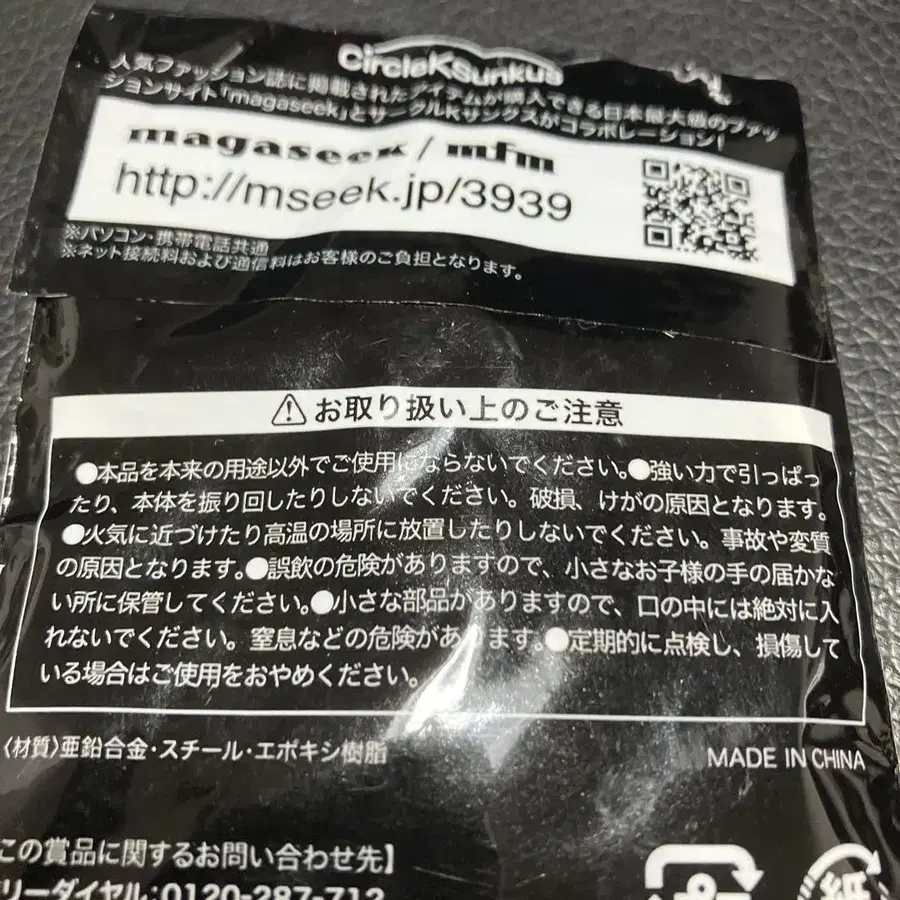 CircleKSunkus
人気ファッション誌に掲載されたアイテムが購入できる日本最大級のファッ
ションサイト「magaseek」とサークルKサンクスがコラボレーション!
magaseek / mfm
http://mseek.jp/3939
※パソコン・携帯電話共通
※ネット接続料および通信料はお客様のご負担となります。
お取り扱い上のご注意
●本品を本来の用途以外でご使用にならないでください。●強い力で引っぱっ
たり、本体を振り回したりしないでください。破損、けがの原因となります。
●火気に近づけたり高温の場所に放置したりしないでください。事故や変質
の原因となります。●誤飲の危険がありますので、小さなお子様の手の届かな
い所に保管してください。●小さな部品がありますので、口の中には絶対に入
れないでください。窒息などの危険があります。●定期的に点検し、損傷して
いる場合はご使用をおやめください。
〈材質〉亜鉛合金・スチール・エポキシ樹脂
MADE IN CHINA
この賞品に関するお問い合わせ先】
リーダイヤル:0120-287-712
紙